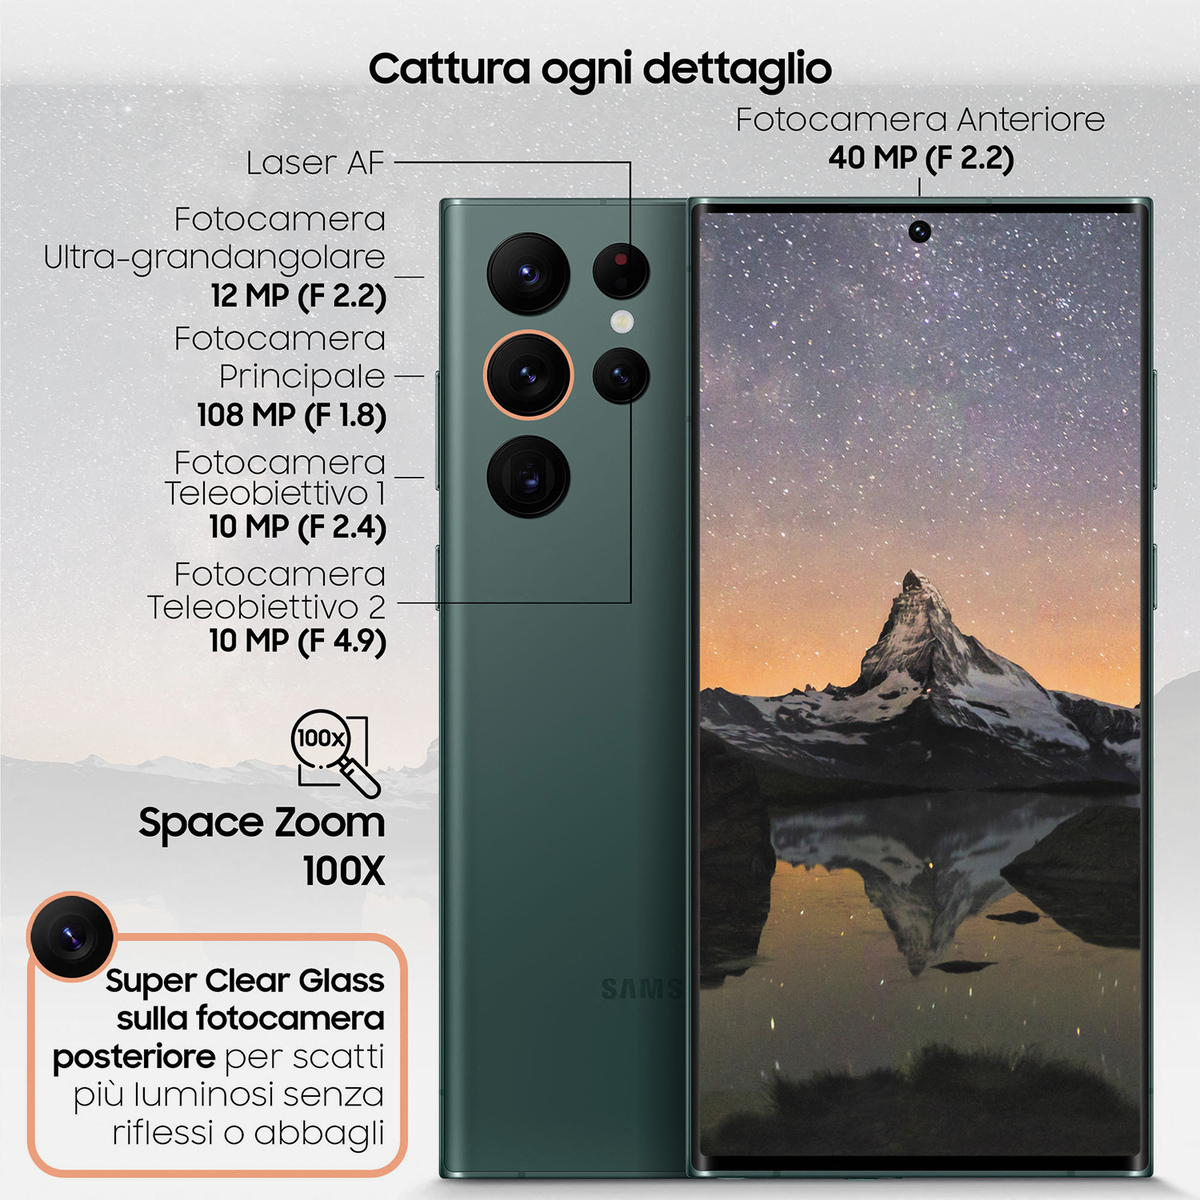 Cattura ogni dettaglio
Fotocamera Anteriore
40 MP (F 2.2)
Laser AF
Fotocamera
Ultra-grandangolare
12 MP (F 2.2)
Fotocamera
Principale
108 MP (F 1.8)
Fotocamera
Teleobiettivo 1
10 MP (F 2.4)
Fotocamera
Teleobiettivo 2
10 MP (F 4.9)
100x
Space Zoom
100X
Super Clear Glass
sulla fotocamera
posteriore per scatti
più luminosi senza
riflessi o abbagli
SAMS